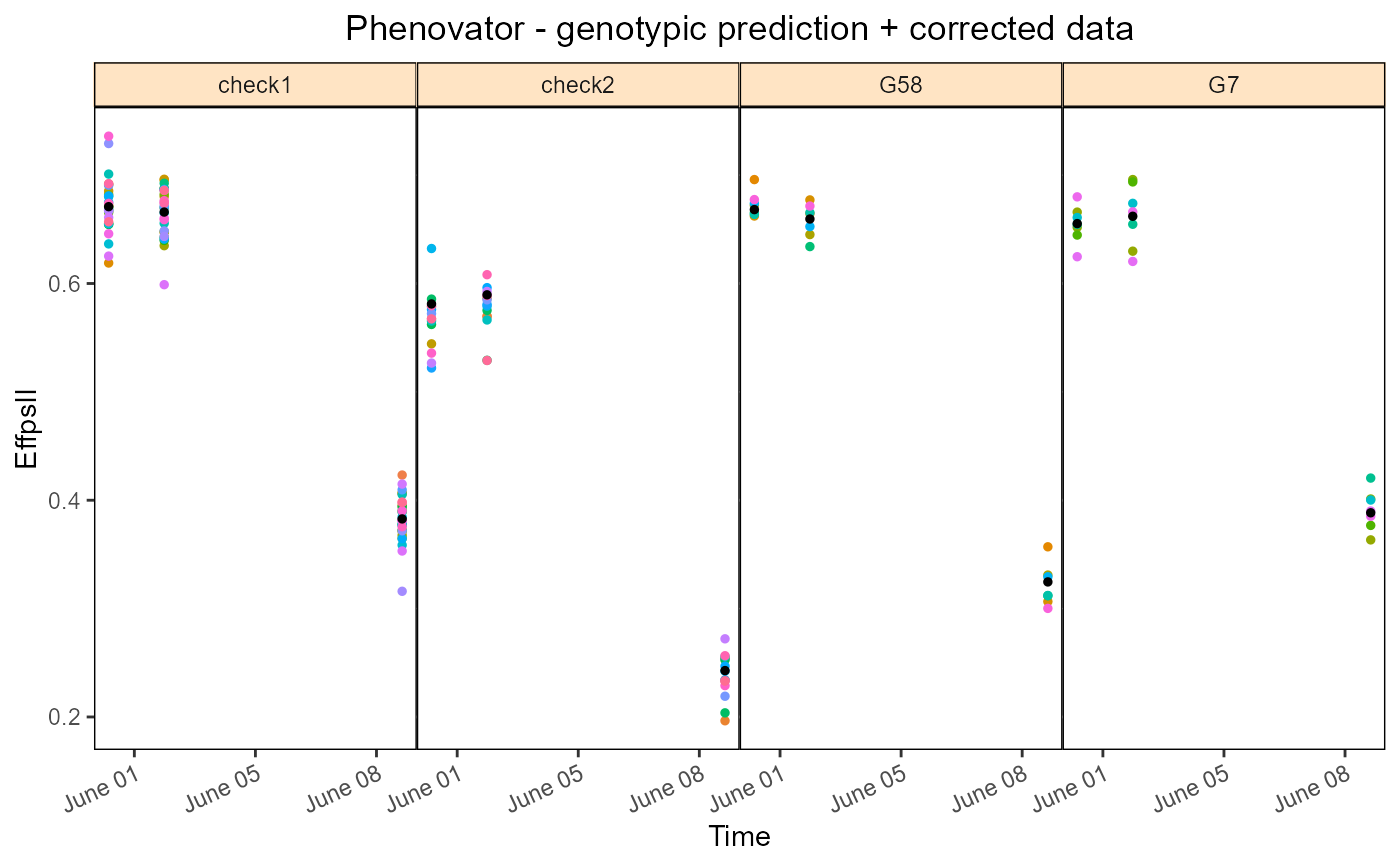 Phenovator - genotypic prediction + corrected data
check1 check2 G58 G7
EffpsII
0.6
0.4
0.2
June 01 June 05 June 08 June 01 June 05 June 08 June 01 June 05 June 08 June 01 June 05 June 08
Time